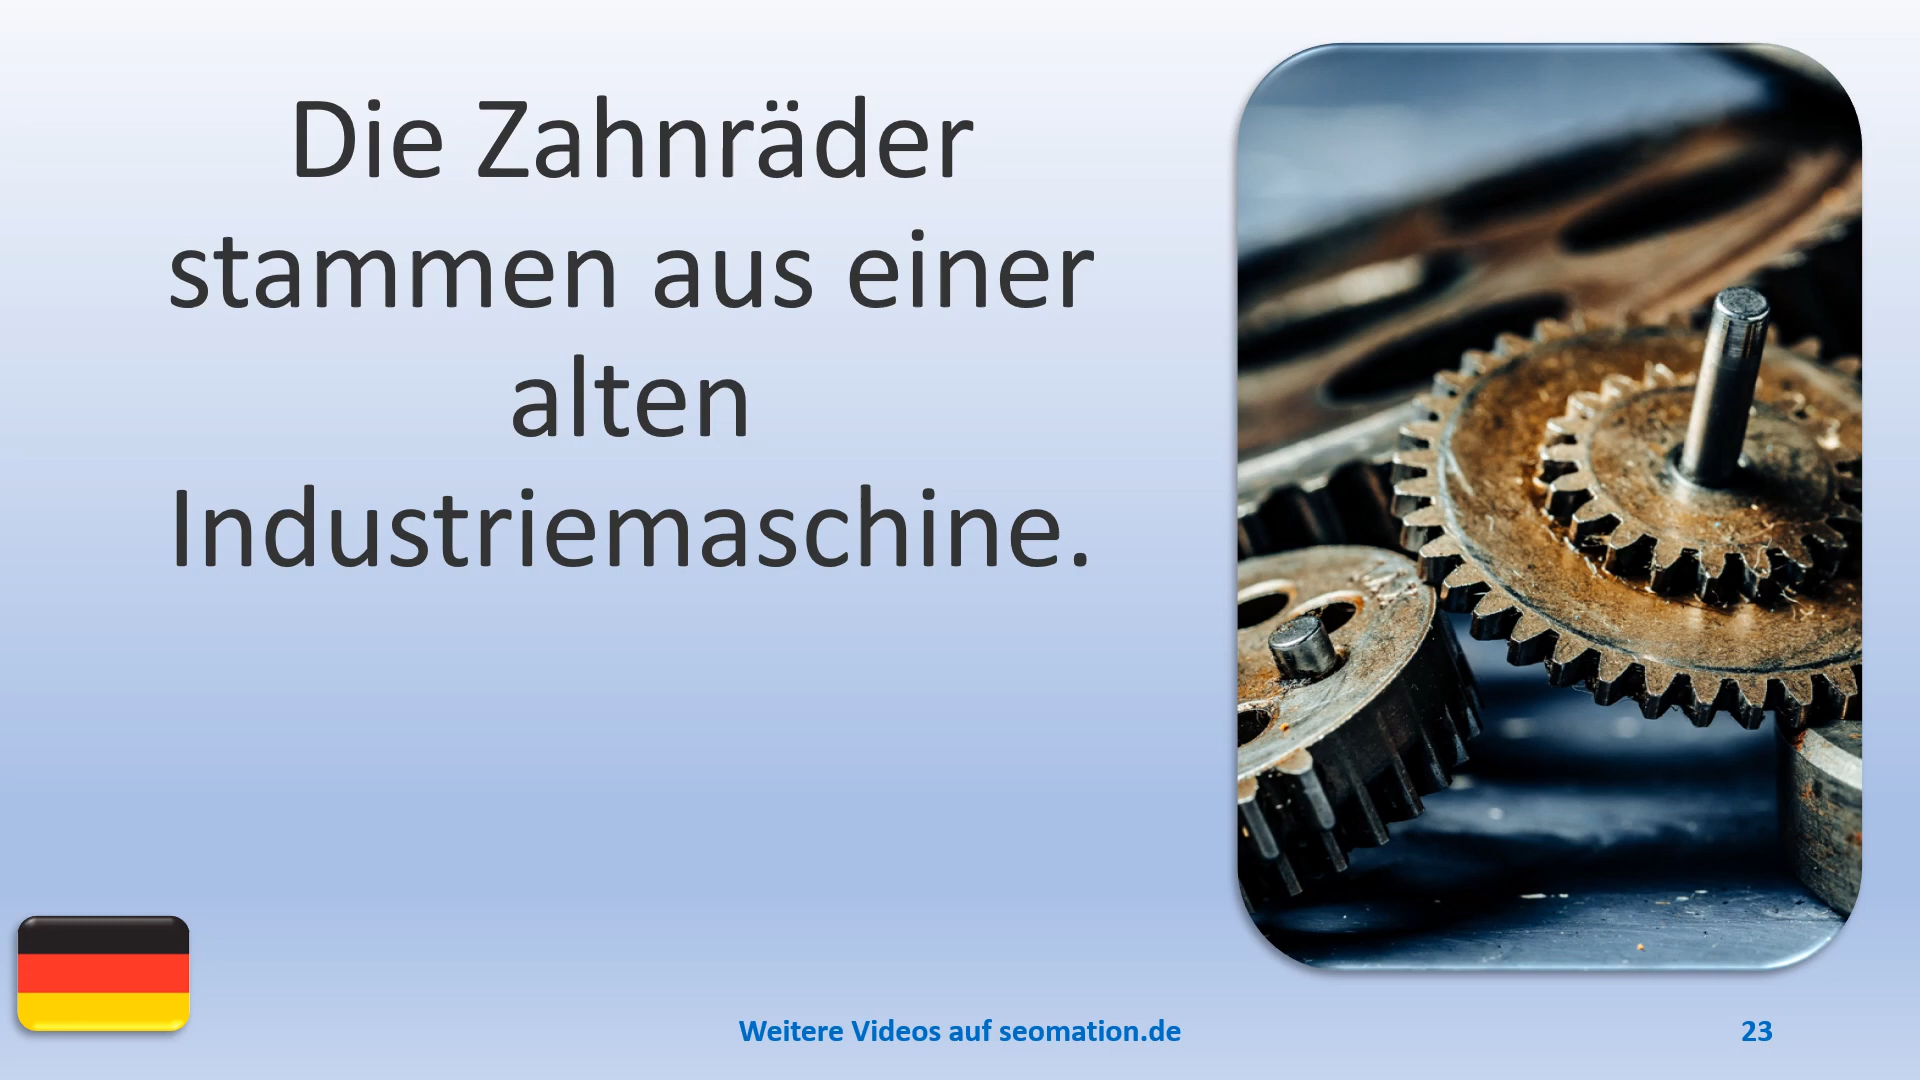 Die Zahnräder
stammen aus einer
alten
Industriemaschine.
Weitere Videos auf seomation.de
23